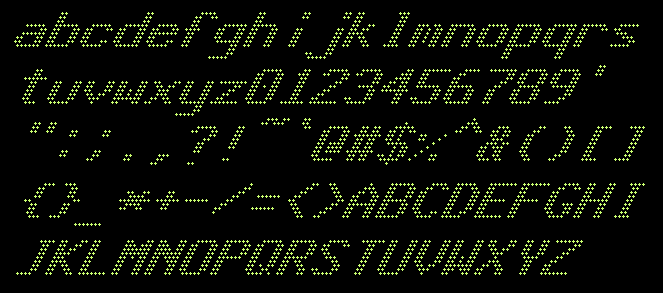 abcdefghijklmnopqrs
tuvwxyz0123456789'
":;.,?!~°@#$%^&()[]
{}_*+-/=<>ABCDEFGHI
JKLMNOPQRSTUVWXYZ